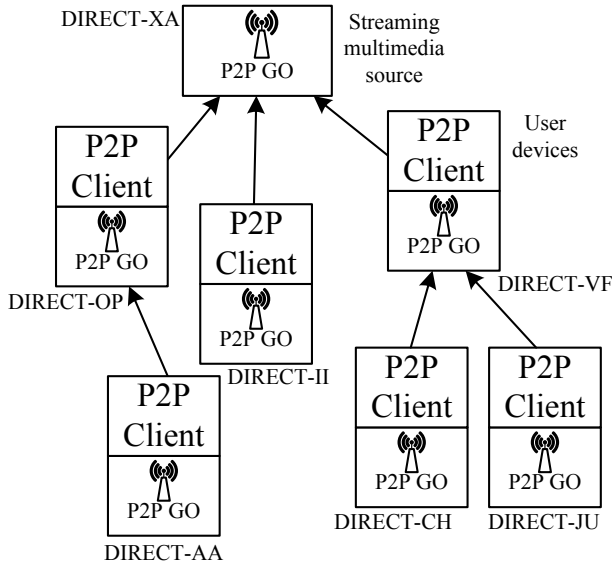 DIRECT-XA
P2P GO
Streaming
multimedia
source
User
devices
P2P
Client
P2P GO
DIRECT-OP
P2P
Client
P2P GO
DIRECT-II
P2P
Client
P2P GO
DIRECT-VF
P2P
Client
P2P GO
DIRECT-AA
P2P
Client
P2P GO
DIRECT-CH
P2P
Client
P2P GO
DIRECT-JU